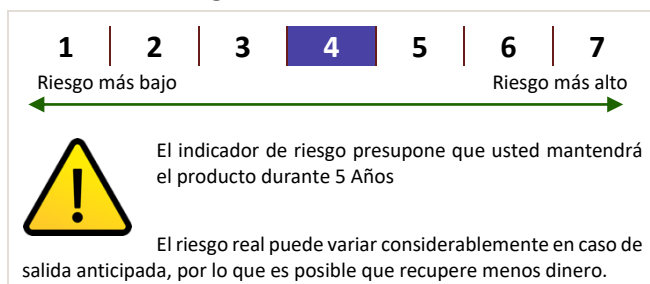 1 2 3 4 5 6 7
Riesgo más bajo Riesgo más alto
El indicador de riesgo presupone que usted mantendrá
el producto durante 5 Años
El riesgo real puede variar considerablemente en caso de
salida anticipada, por lo que es posible que recupere menos dinero.